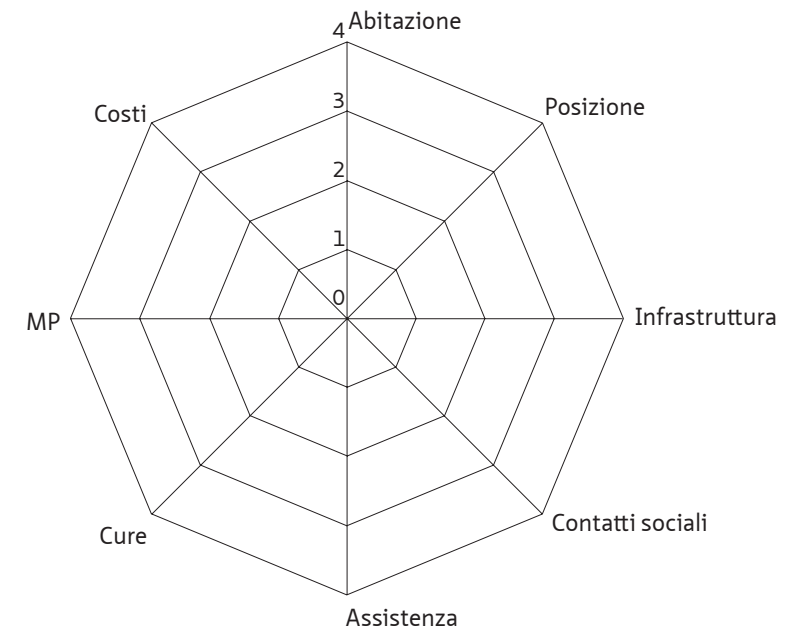 4
Abitazione
Costi
3
Posizione
2
1
0
MP
Infrastruttura
Cure
Contatti sociali
Assistenza